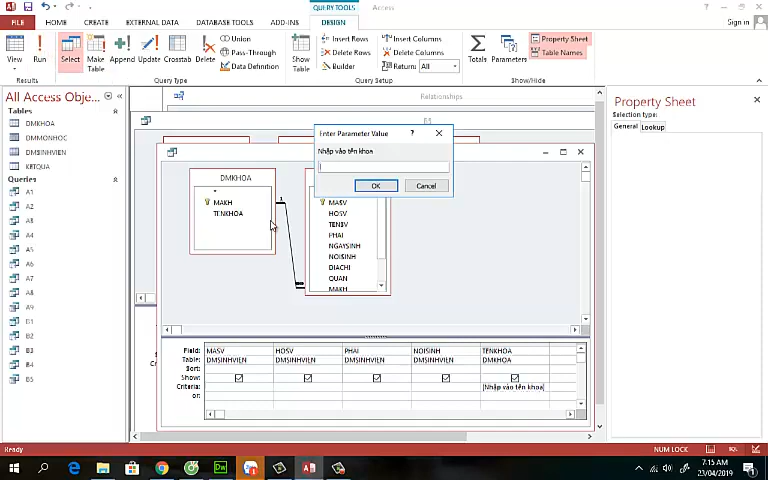 QUERY TOOLS
Access
Sign in
FILE HOME CREATE EXTERNAL DATA DATABASE TOOLS ADD-INS DESIGN
View
Run
Select
Make Table
Append
Update
Crosstab
Delete
Union
Pass-Through
Data Definition
Show Table
Insert Rows
Delete Rows
Builder
Insert Columns
Delete Columns
Return: All
Totals
Parameters
Property Sheet
Table Names
Results
Query Type
Query Setup
Show/Hide
All Access Obje...
Tables
DMKHOA
DMMONHOC
DMSINHVIEN
KETQUA
Queries
A1
A2
A3
A4
A5
A6
A7
A8
A9
B1
B2
B3
B4
B5
Relationships
Enter Parameter Value
Nhập vào tên khoa
OK
Cancel
DMKHOA
*
MAKH
TENKHOA
1
MASV
HOSV
TENSV
PHAI
NGAYSINH
NOISINH
DIACHI
QUAN
MAKH
Field: MASV HOSV PHAI NOISINH TENKHOA
Table: DMSINHVIEN DMSINHVIEN DMSINHVIEN DMSINHVIEN DMKHOA
Sort:
Show:
Criteria: [Nhập vào tên khoa]
or:
Property Sheet
Selection type:
General Lookup
Ready
NUM LOCK
SQL
7:15 AM
23/04/2019